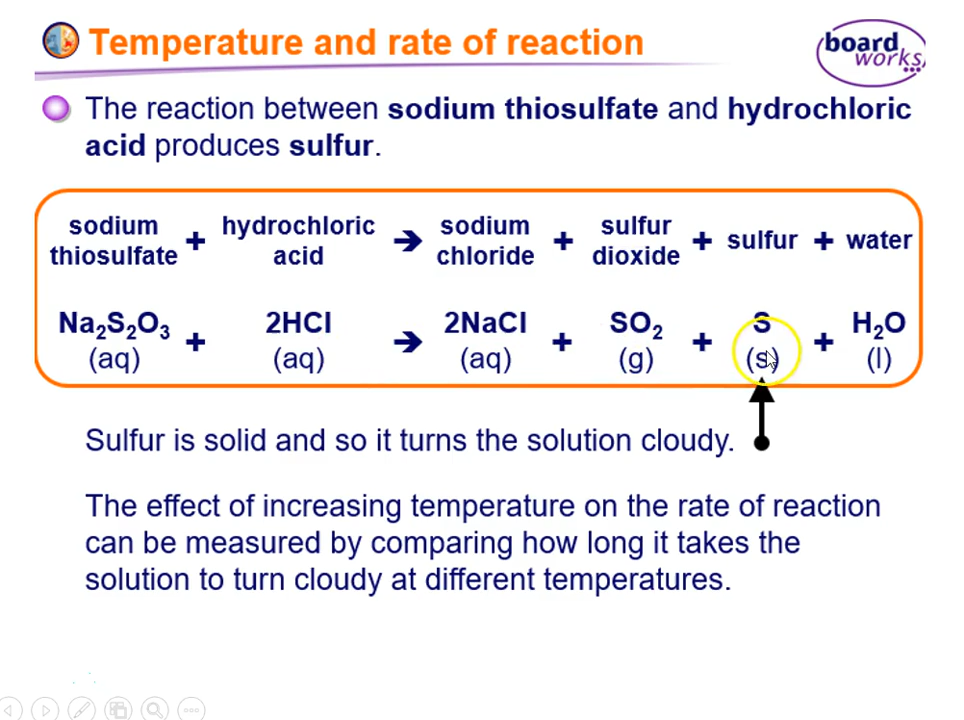 Temperature and rate of reaction
board
works
The reaction between sodium thiosulfate and hydrochloric
acid produces sulfur.
sodium thiosulfate + hydrochloric acid ➔ sodium chloride + sulfur dioxide + sulfur + water
Na₂S₂O₃ (aq) + 2HCl (aq) ➔ 2NaCl (aq) + SO₂ (g) + S (s) + H₂O (l)
Sulfur is solid and so it turns the solution cloudy.
The effect of increasing temperature on the rate of reaction
can be measured by comparing how long it takes the
solution to turn cloudy at different temperatures.